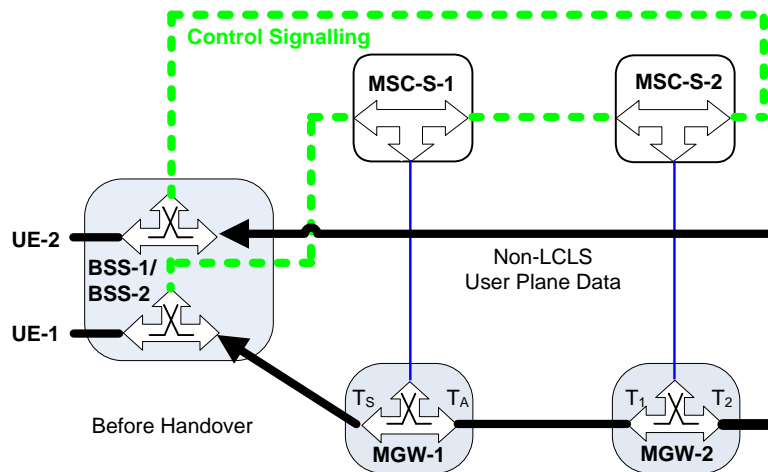 Control Signalling
MSC-S-1
MSC-S-2
UE-2
BSS-1/
BSS-2
Non-LCLS
User Plane Data
UE-1
Before Handover
TS
TA
T1
T2
MGW-1
MGW-2